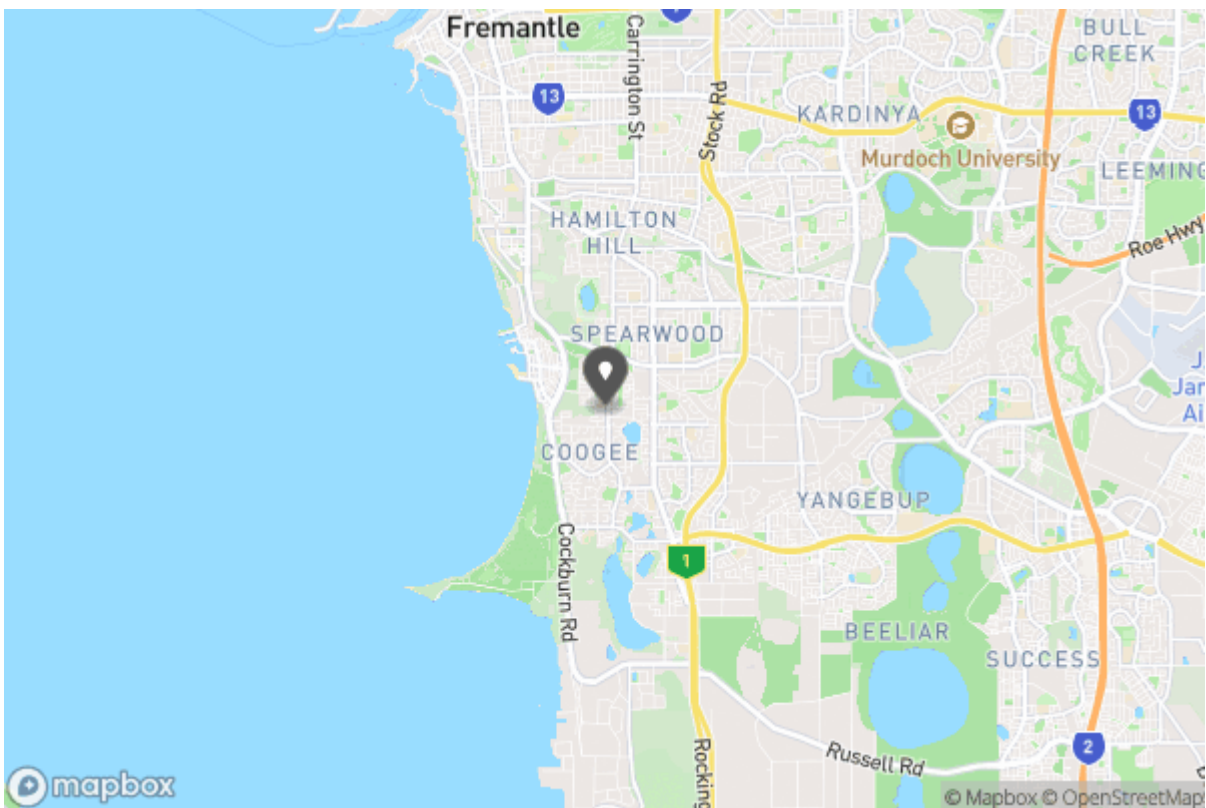 Fremantle
Carrington St
1
BULL
CREEK
13
Stock Rd
KARDINYA
13
Murdoch University
LEEMING
HAMILTON
HILL
Roe Hwy
SPEARWOOD
COOGEE
YANGEBUP
Cockburn Rd
1
BEELIAR
SUCCESS
Russell Rd
2
mapbox
© Mapbox © OpenStreetMap